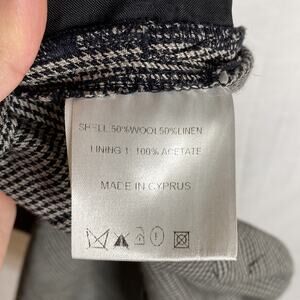 SHELL:50%WOOL50%LINEN
LINING 1: 100% ACETATE
MADE IN CYPRUS